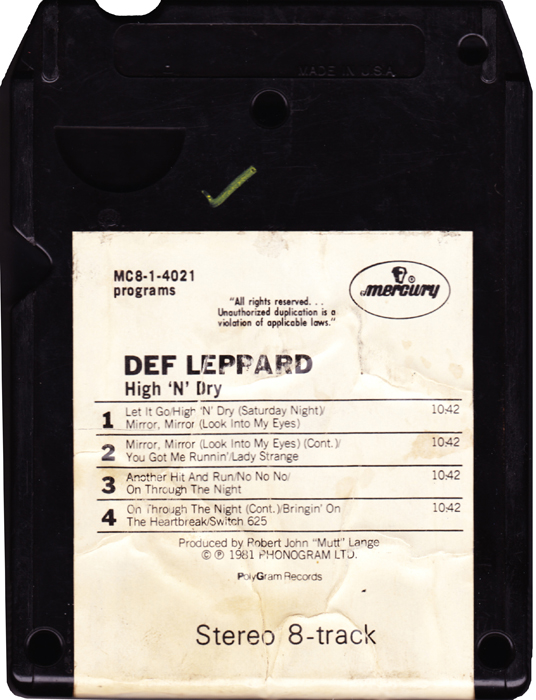 MADE IN U.S.A.
MC8-1-4021
programs
mercury
®
"All rights reserved. . .
Unauthorized duplication is a
violation of applicable laws."
DEF LEPPARD
High 'N' Dry
1 Let It Go/High 'N' Dry (Saturday Night)/ 10:42
Mirror, Mirror (Look Into My Eyes)
2 Mirror, Mirror (Look Into My Eyes) (Cont.)/ 10:42
You Got Me Runnin'/Lady Strange
3 Another Hit And Run/No No No/ 10:42
On Through The Night
4 On Through The Night (Cont.)/Bringin' On 10:42
The Heartbreak/Switch 625
Produced by Robert John "Mutt" Lange
© ℗ 1981 PHONOGRAM LTD.
PolyGram Records
Stereo 8-track